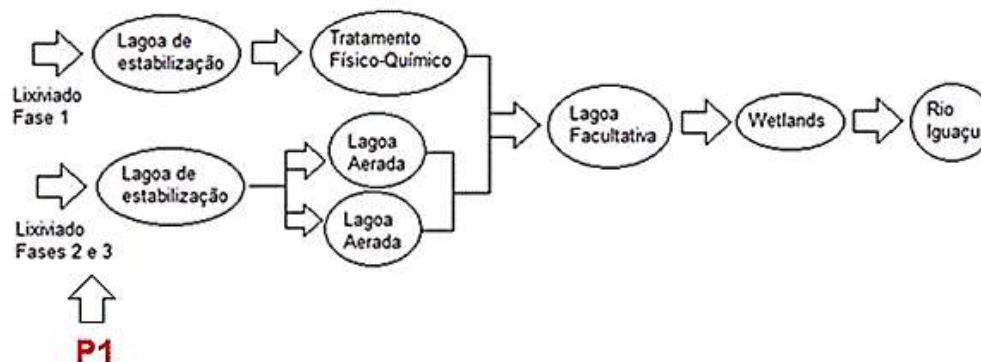 Lixiviado
Fase 1
Lagoa de
estabilização
Tratamento
Físico-Químico
Lixiviado
Fases 2 e 3
Lagoa de
estabilização
Lagoa
Aerada
Lagoa
Aerada
Lagoa
Facultativa
Wetlands
Rio
Iguaçu
P1